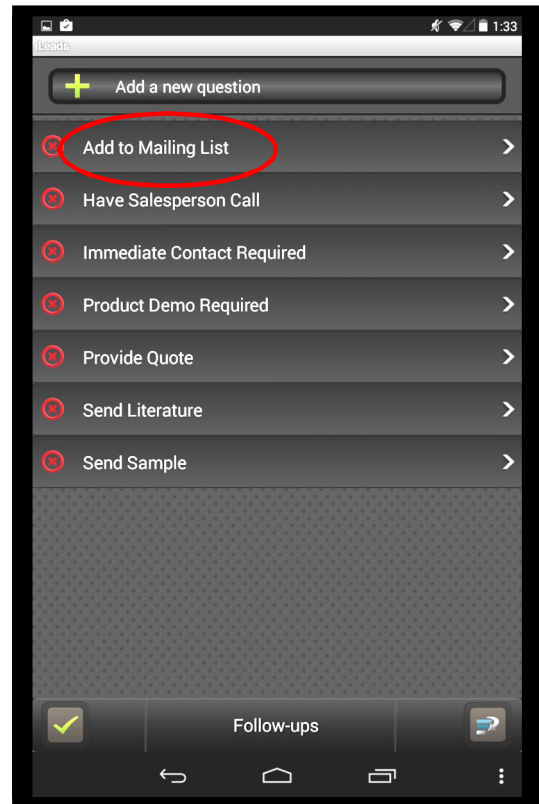 1:33
iLeads
Add a new question
Add to Mailing List
Have Salesperson Call
Immediate Contact Required
Product Demo Required
Provide Quote
Send Literature
Send Sample
Follow-ups